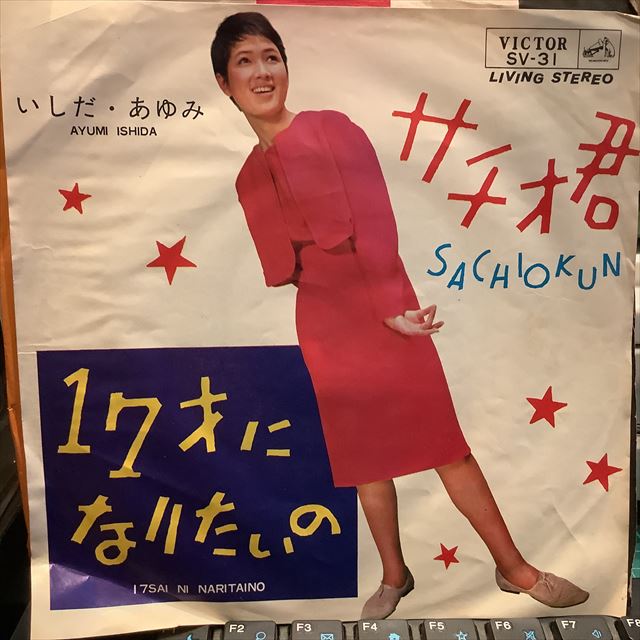 VICTOR
SV-31
LIVING STEREO
いしだ・あゆみ
AYUMI ISHIDA
サチオ君
SACHIOKUN
17才に
なりたいの
17SAI NI NARITAINO
F2 F3 F4 F5 F6 F7